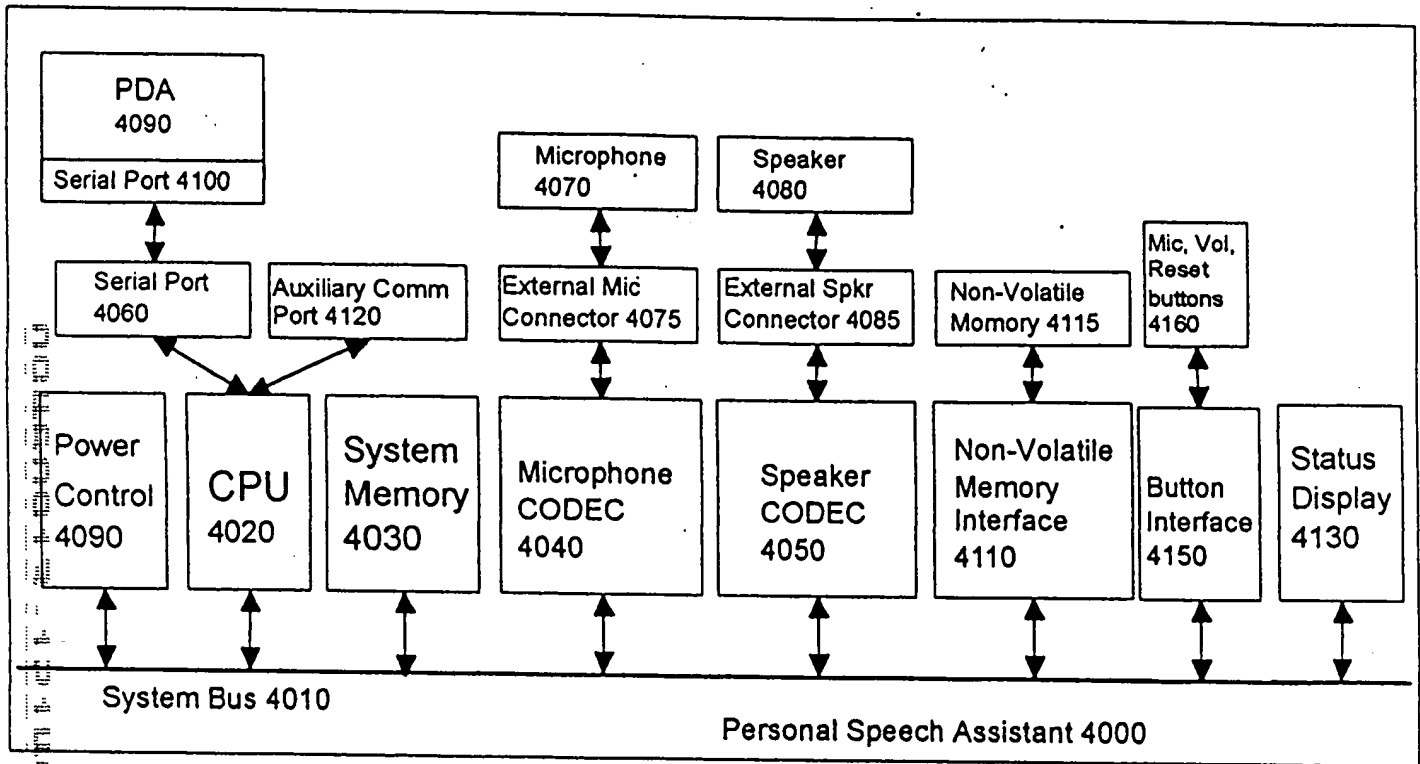 PDA
4090
Serial Port 4100
Microphone
4070
Speaker
4080
Serial Port
4060
Auxiliary Comm
Port 4120
External Mic
Connector 4075
External Spkr
Connector 4085
Non-Volatile
Momory 4115
Mic, Vol,
Reset
buttons
4160
Power
Control
4090
CPU
4020
System
Memory
4030
Microphone
CODEC
4040
Speaker
CODEC
4050
Non-Volatile
Memory
Interface
4110
Button
Interface
4150
Status
Display
4130
System Bus 4010
Personal Speech Assistant 4000